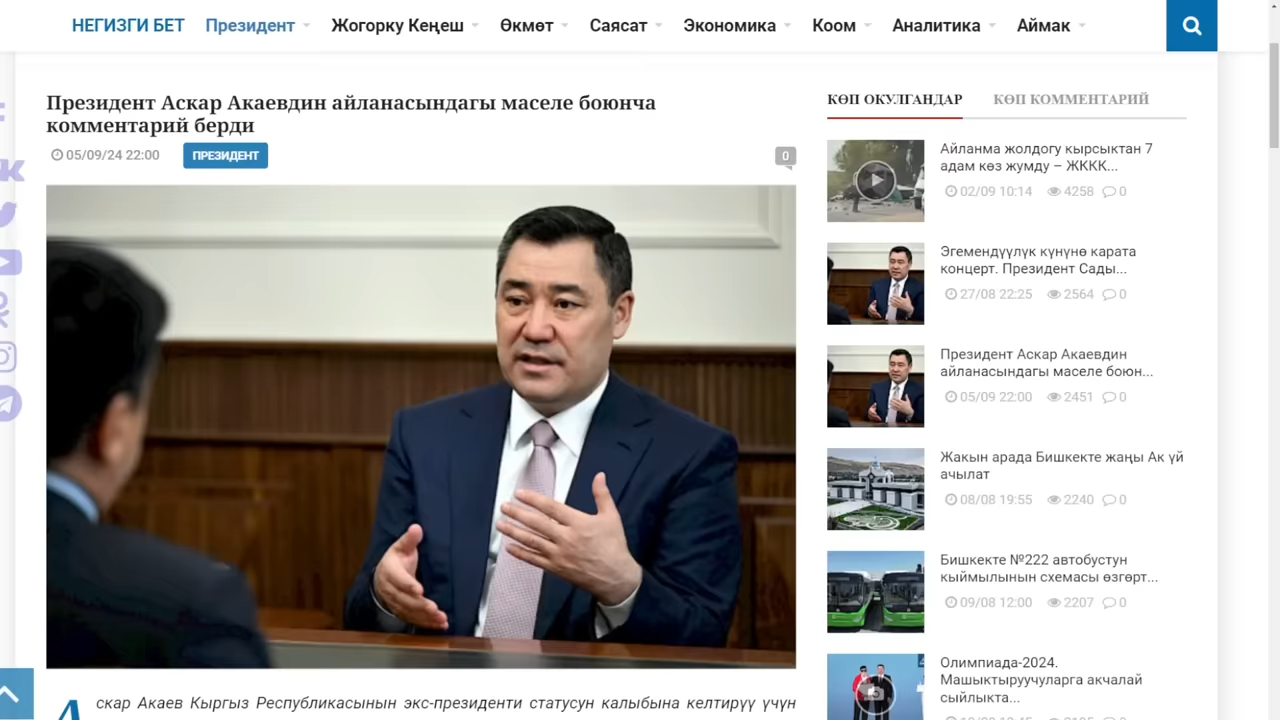 НЕГИЗГИ БЕТ Президент Жогорку Кеңеш Өкмөт Саясат Экономика Коом Аналитика Аймак
Президент Аскар Акаевдин айланасындагы маселе боюнча
комментарий берди
05/09/24 22:00 ПРЕЗИДЕНТ 0
скар Акаев Кыргыз Республикасынын экс-президенти статусун калыбына келтирүү үчүн
КӨП ОКУЛГАНДАР КӨП КОММЕНТАРИЙ
Айланма жолдогу кырсыктан 7
адам көз жумду – ЖККК...
02/09 10:14 4258 0
Эгемендүүлүк күнүнө карата
концерт. Президент Сады...
27/08 22:25 2564 0
Президент Аскар Акаевдин
айланасындагы маселе боюн...
05/09 22:00 2451 0
Жакын арада Бишкекте жаңы Ак үй
ачылат
08/08 19:55 2240 0
Бишкекте №222 автобустун
кыймылынын схемасы өзгөрт...
09/08 12:00 2207 0
Олимпиада-2024.
Машыктыруучуларга акчалай
сыйлыкта...